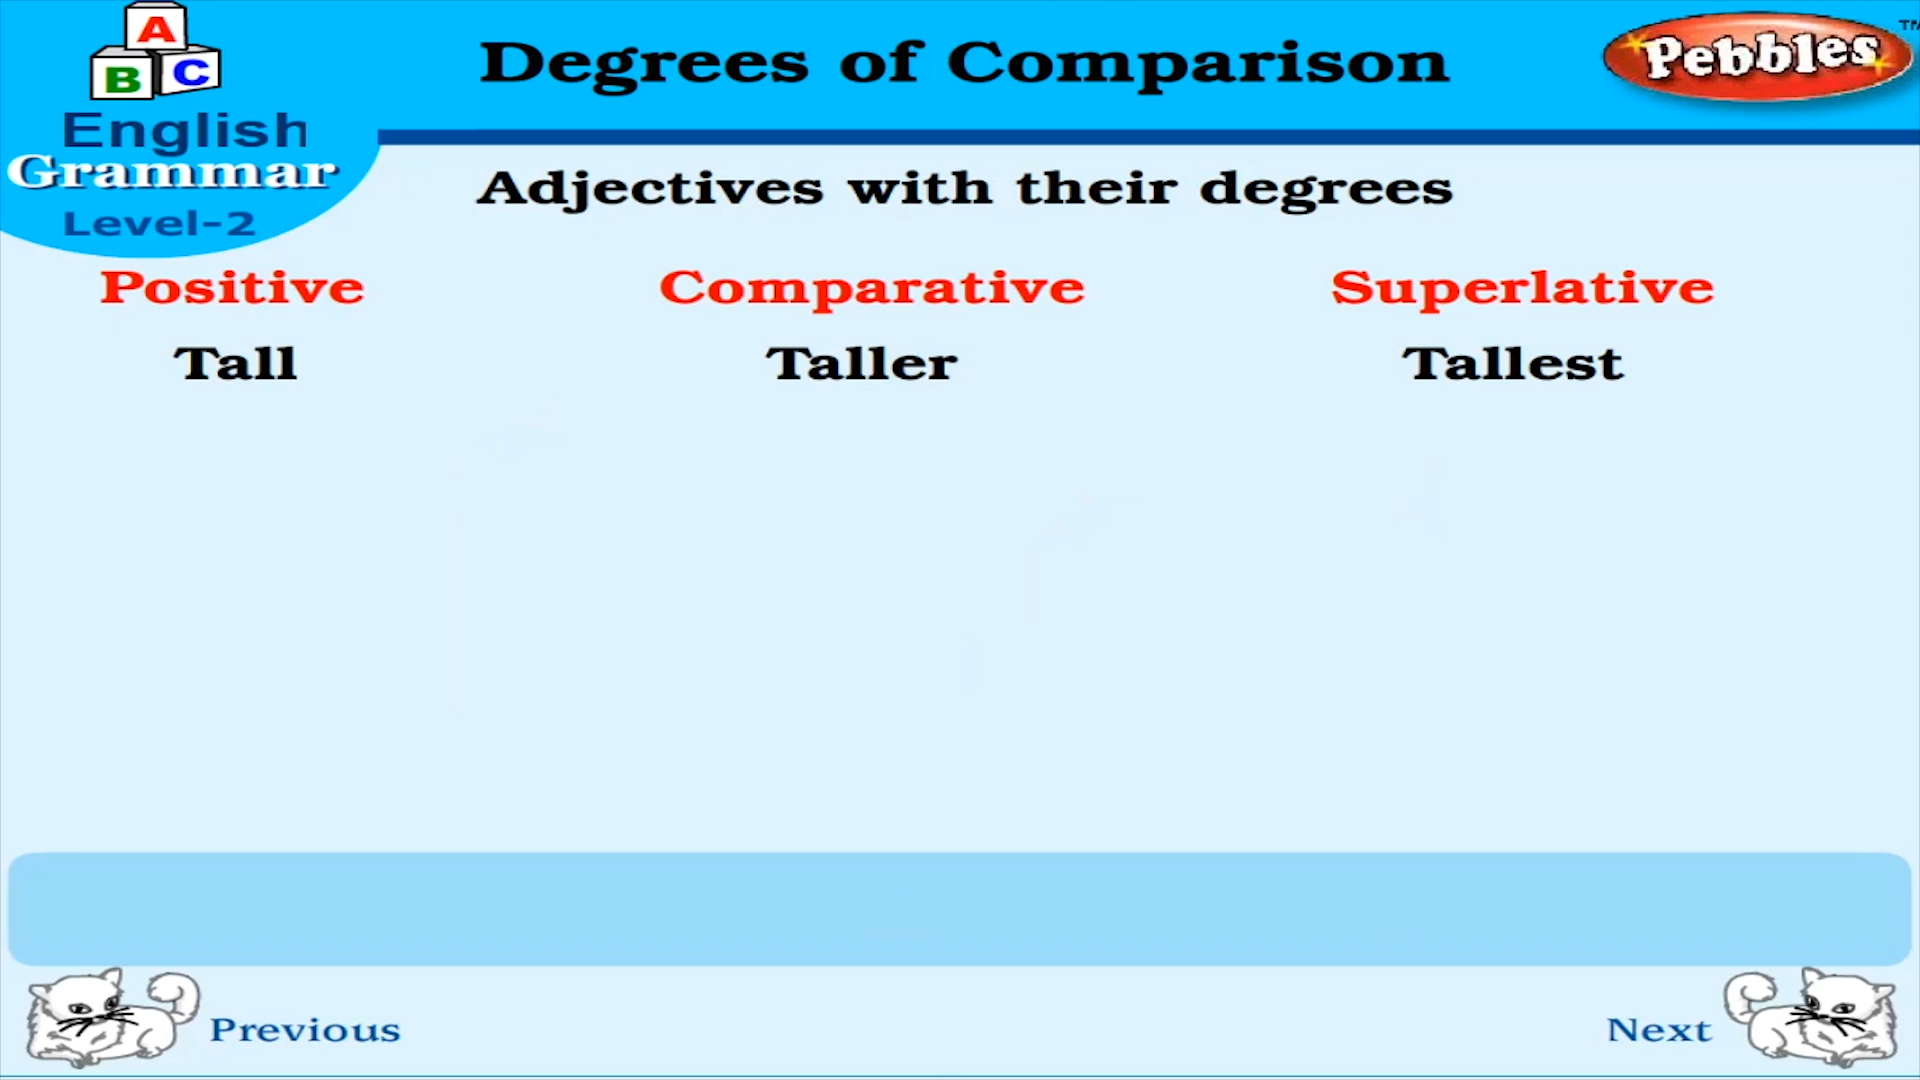 A
B C
English
Grammar
Level-2
Degrees of Comparison
Pebbles
TM
Adjectives with their degrees
Positive Comparative Superlative
Tall Taller Tallest
Previous Next